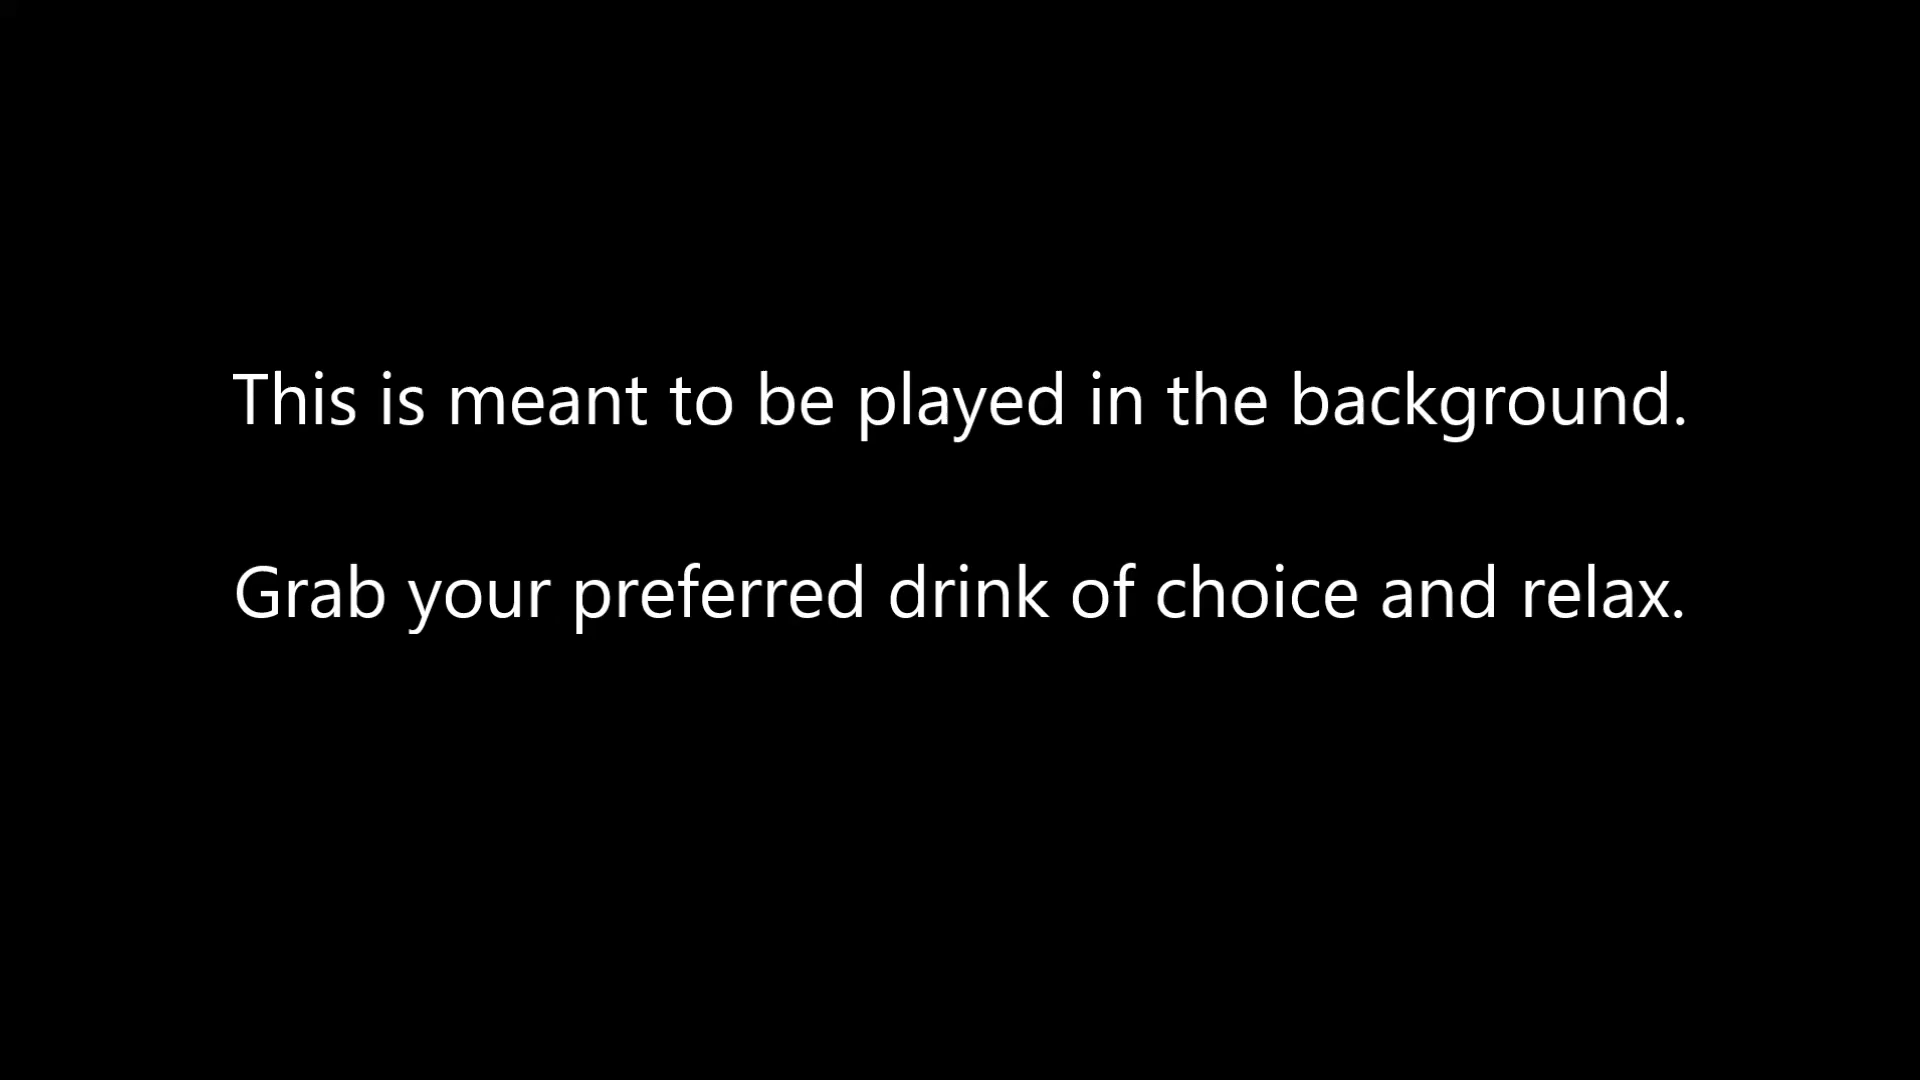 This is meant to be played in the background.
Grab your preferred drink of choice and relax.